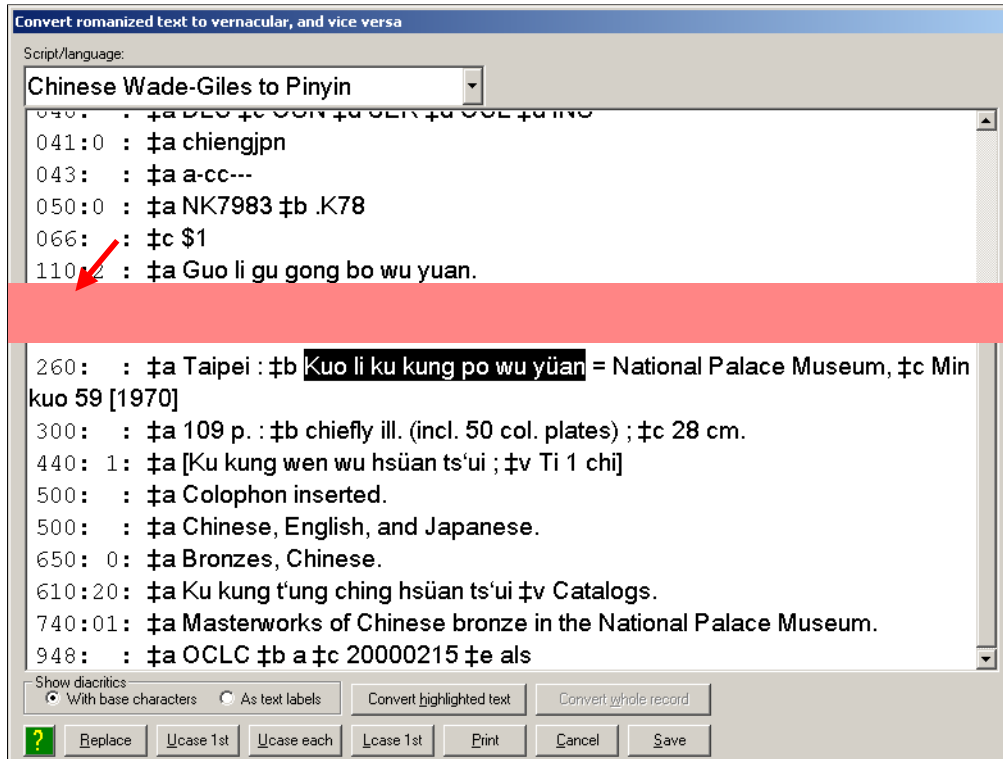 Convert romanized text to vernacular, and vice versa
Script/language:
Chinese Wade-Giles to Pinyin
040: : ‡a DLC ‡c CUN ‡d SER ‡d OCL ‡d INU
041:0 : ‡a chiengjpn
043: : ‡a a-cc---
050:0 : ‡a NK7983 ‡b .K78
066: : ‡c $1
110:2 : ‡a Guo li gu gong bo wu yuan.
260: : ‡a Taipei : ‡b Kuo li ku kung po wu yüan = National Palace Museum, ‡c Min
kuo 59 [1970]
300: : ‡a 109 p. : ‡b chiefly ill. (incl. 50 col. plates) ; ‡c 28 cm.
440: 1: ‡a [Ku kung wen wu hsüan ts‘ui ; ‡v Ti 1 chi]
500: : ‡a Colophon inserted.
500: : ‡a Chinese, English, and Japanese.
650: 0: ‡a Bronzes, Chinese.
610:20: ‡a Ku kung t‘ung ching hsüan ts‘ui ‡v Catalogs.
740:01: ‡a Masterworks of Chinese bronze in the National Palace Museum.
948: : ‡a OCLC ‡b a ‡c 20000215 ‡e als
Show diacritics
With base characters As text labels Convert highlighted text Convert whole record
? Replace Ucase 1st Ucase each Lcase 1st Print Cancel Save